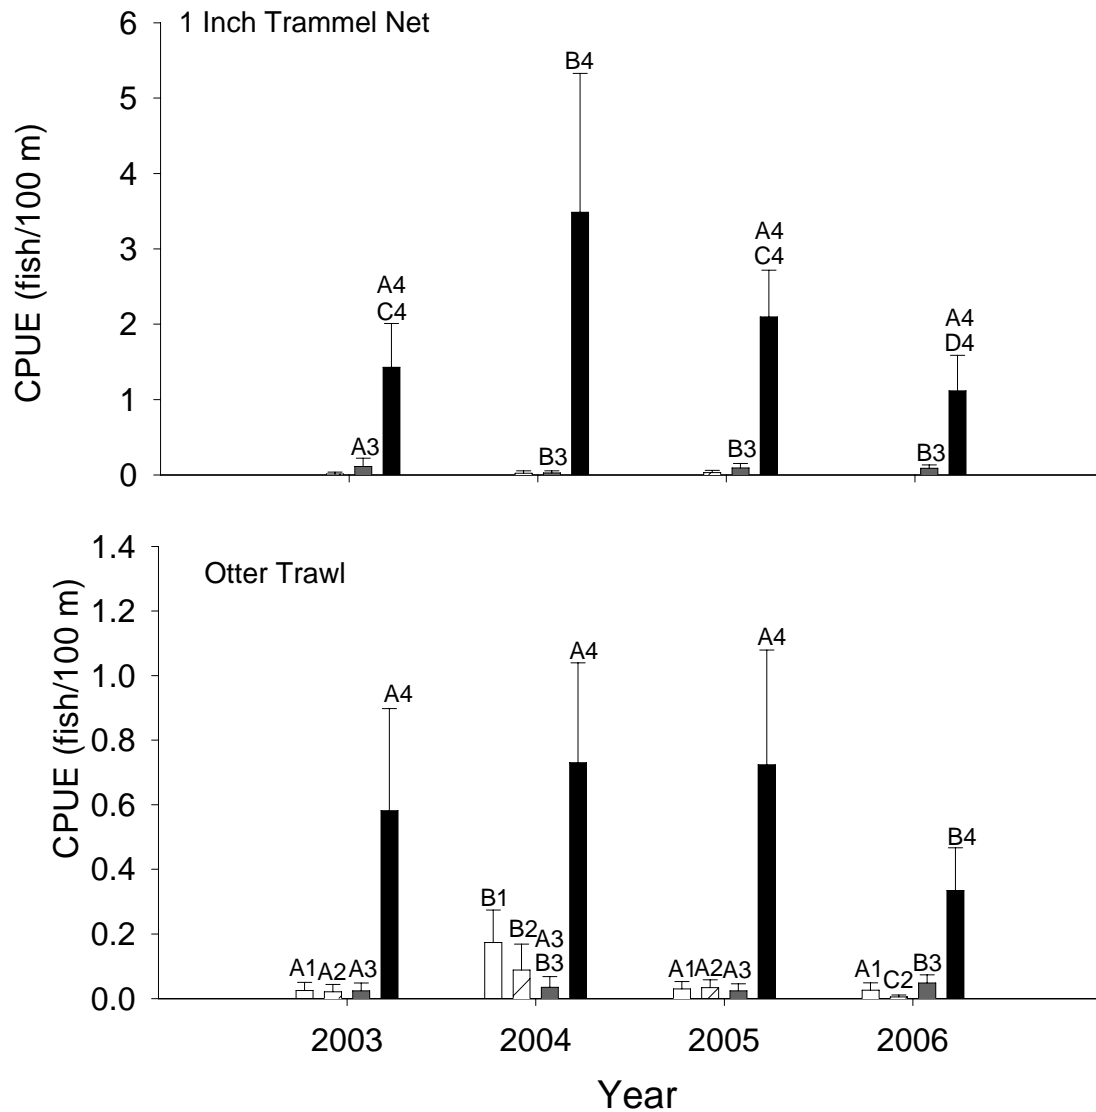 1 Inch Trammel Net
CPUE (fish/100 m)
6
5
4
3
2
1
0
A3
A4
C4
B3
B4
B3
A4
C4
B3
A4
D4
Otter Trawl
CPUE (fish/100 m)
1.4
1.2
1.0
0.8
0.6
0.4
0.2
0.0
A1
A2
A3
A4
B1
B2
A3
B3
A4
A1
A2
A3
A4
A1
C2
B3
B4
2003
2004
2005
2006
Year